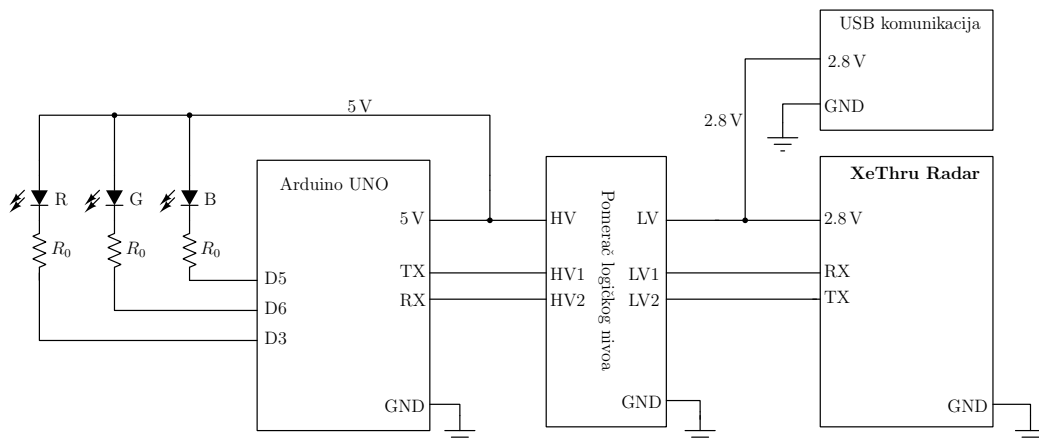 USB komunikacija
2.8 V
GND
5 V
2.8 V
R
G
B
R₀
R₀
R₀
Arduino UNO
5 V
TX
RX
D5
D6
D3
GND
Pomerač logičkog nivoa
HV
HV1
HV2
LV
LV1
LV2
GND
XeThru Radar
2.8 V
RX
TX
GND